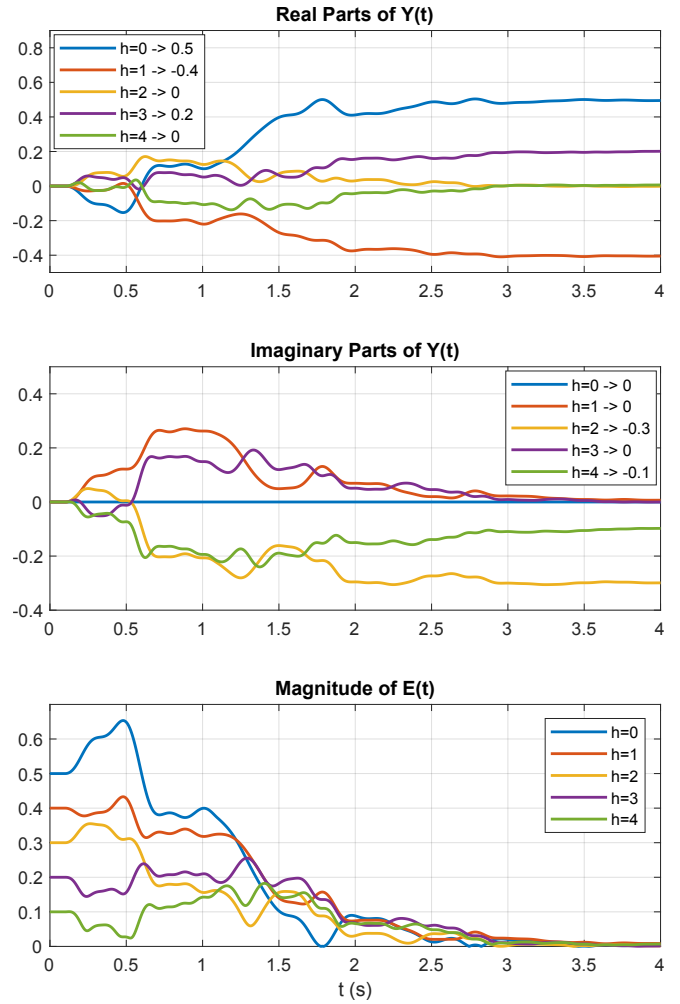 Real Parts of Y(t)
0.8
0.6
0.4
0.2
0
-0.2
-0.4
h=0 -> 0.5
h=1 -> -0.4
h=2 -> 0
h=3 -> 0.2
h=4 -> 0
0 0.5 1 1.5 2 2.5 3 3.5 4
Imaginary Parts of Y(t)
0.4
0.2
0
-0.2
-0.4
h=0 -> 0
h=1 -> 0
h=2 -> -0.3
h=3 -> 0
h=4 -> -0.1
0 0.5 1 1.5 2 2.5 3 3.5 4
Magnitude of E(t)
0.6
0.5
0.4
0.3
0.2
0.1
0
h=0
h=1
h=2
h=3
h=4
0 0.5 1 1.5 2 2.5 3 3.5 4
t (s)